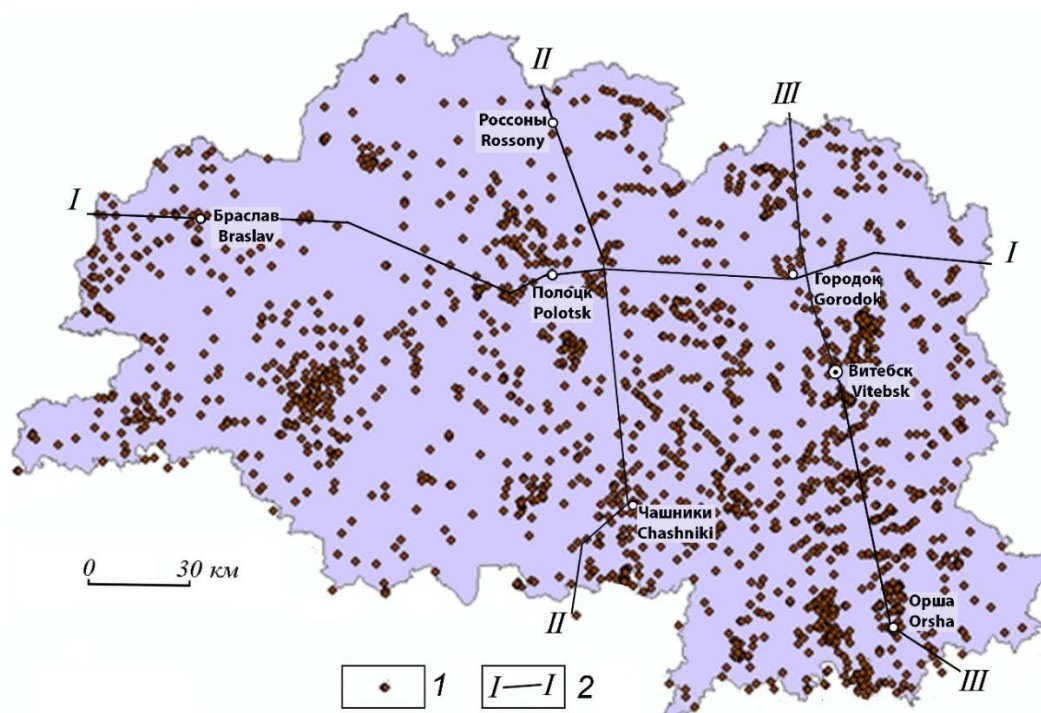 II
III
Россоны
Rossony
I
Браслав
Braslav
I
Городок
Gorodok
Полоцк
Polotsk
Витебск
Vitebsk
Чашники
Chashniki
0 30 км
Орша
Orsha
II
III
1 I I 2